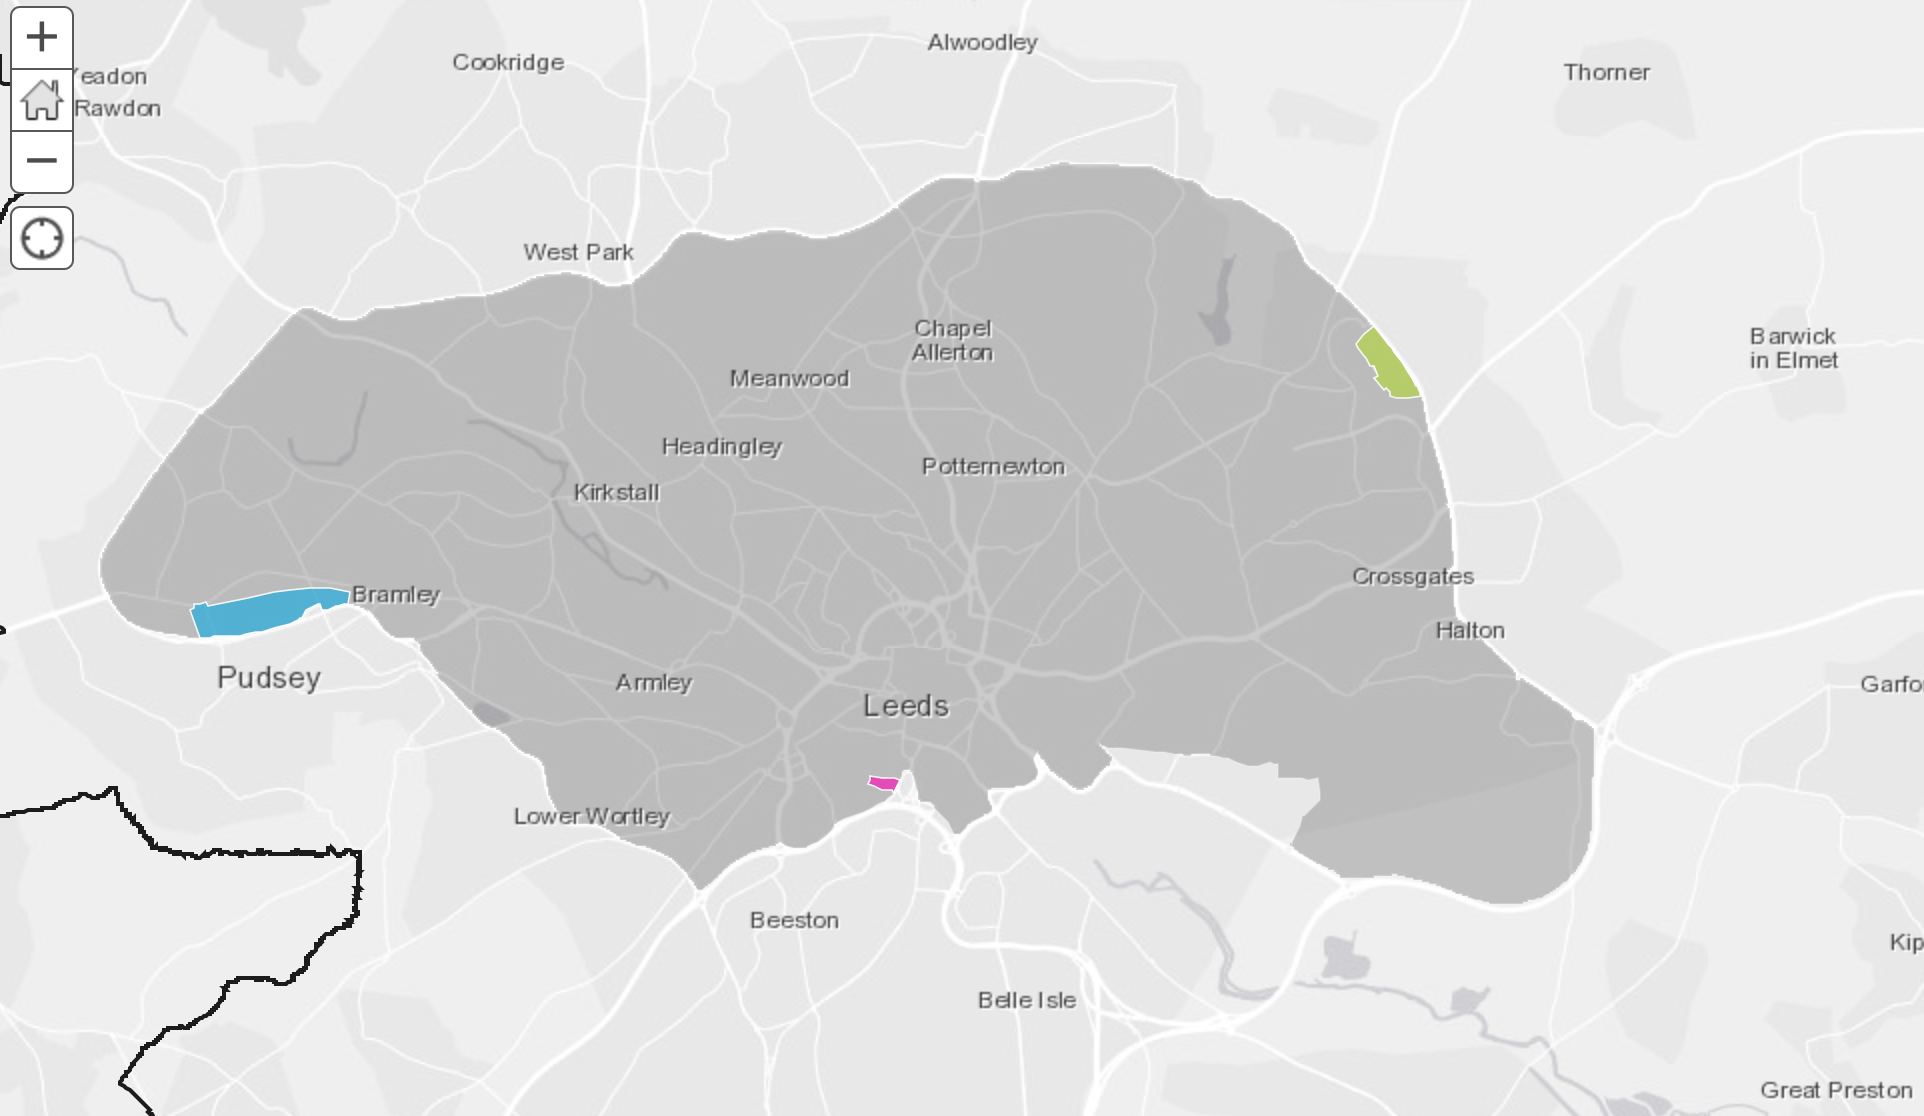 Alwoodley
Cookridge
Thorner
Yeadon
Rawdon
West Park
Chapel
Allerton
Barwick
in Elmet
Meanwood
Headingley
Potternewton
Kirkstall
Crossgates
Bramley
Halton
Pudsey
Armley
Garfo
Leeds
Lower Wortley
Beeston
Kip
Belle Isle
Great Preston